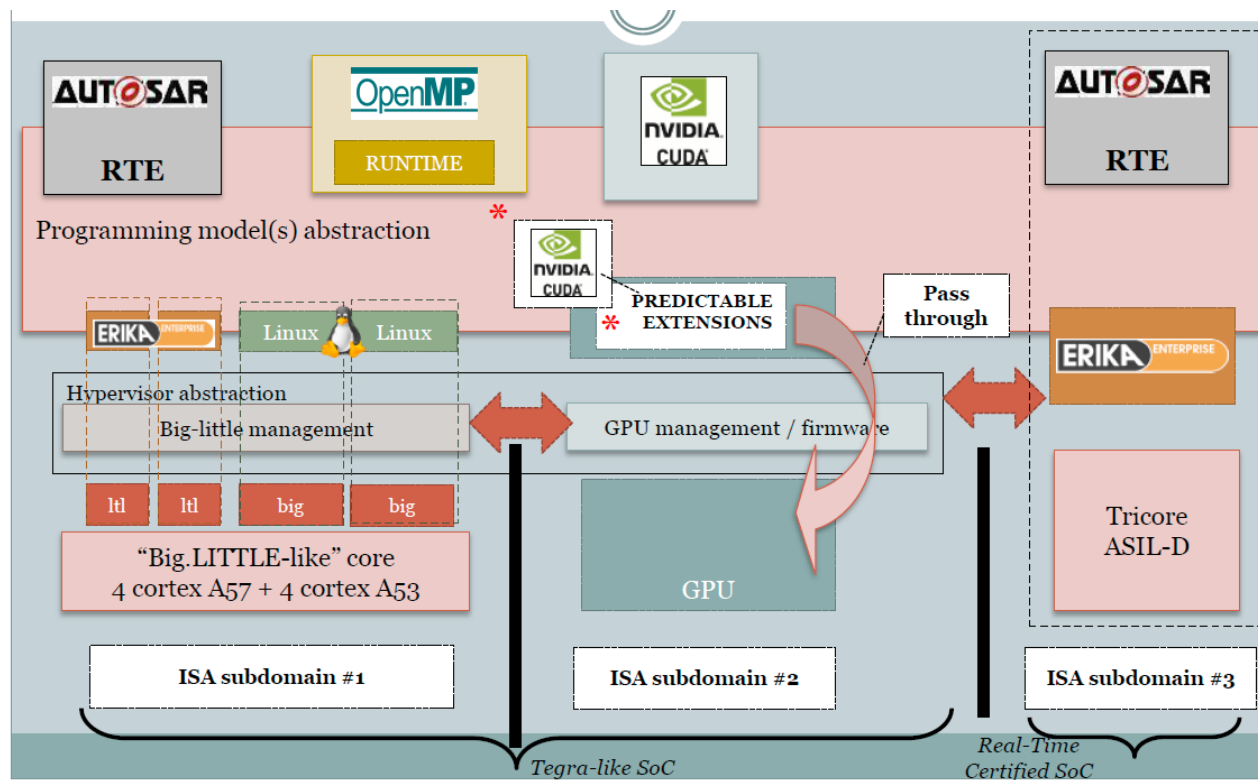 AUTOSAR
RTE
OpenMP
RUNTIME
NVIDIA.
CUDA
AUTOSAR
RTE
Programming model(s) abstraction
*
NVIDIA.
CUDA
PREDICTABLE
* EXTENSIONS
Pass
through
ERIKA ENTERPRISE
Linux
Linux
ERIKA ENTERPRISE
Hypervisor abstraction
Big-little management
GPU management / firmware
ltl
ltl
big
big
"Big.LITTLE-like" core
4 cortex A57 + 4 cortex A53
GPU
Tricore
ASIL-D
ISA subdomain #1
ISA subdomain #2
ISA subdomain #3
Tegra-like SoC
Real-Time
Certified SoC